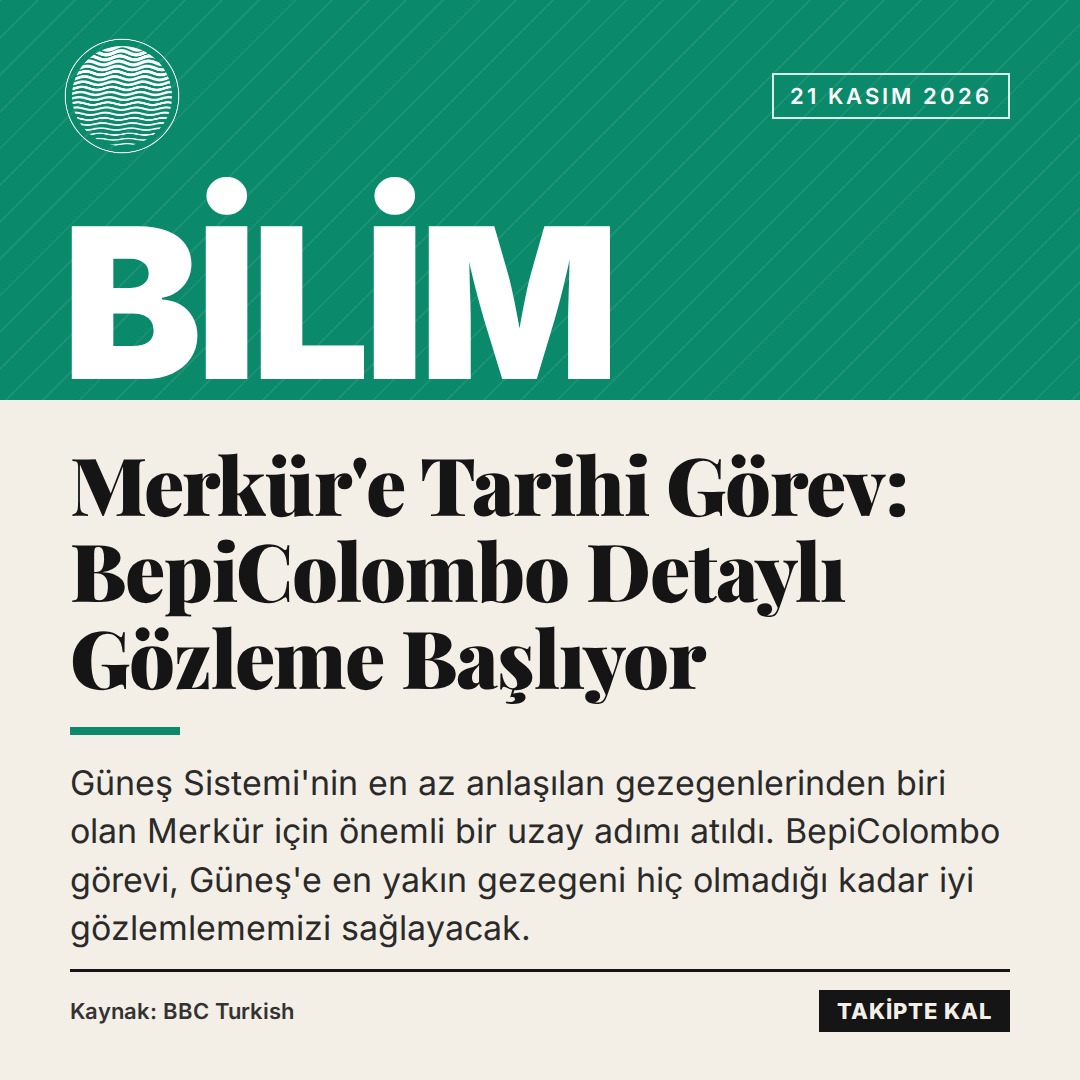 21 KASIM 2026
BİLİM
Merkür'e Tarihi Görev:
BepiColombo Detaylı
Gözleme Başlıyor
Güneş Sistemi'nin en az anlaşılan gezegenlerinden biri
olan Merkür için önemli bir uzay adımı atıldı. BepiColombo
görevi, Güneş'e en yakın gezegeni hiç olmadığı kadar iyi
gözlemlememizi sağlayacak.
Kaynak: BBC Turkish
TAKİPTE KAL